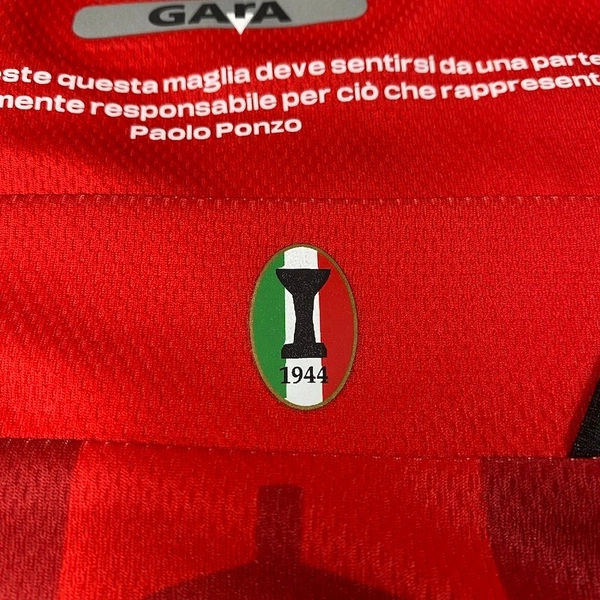 GArA
este questa maglia deve sentirsi da una parte
mente responsabile per ciò che rappresent
Paolo Ponzo
1944